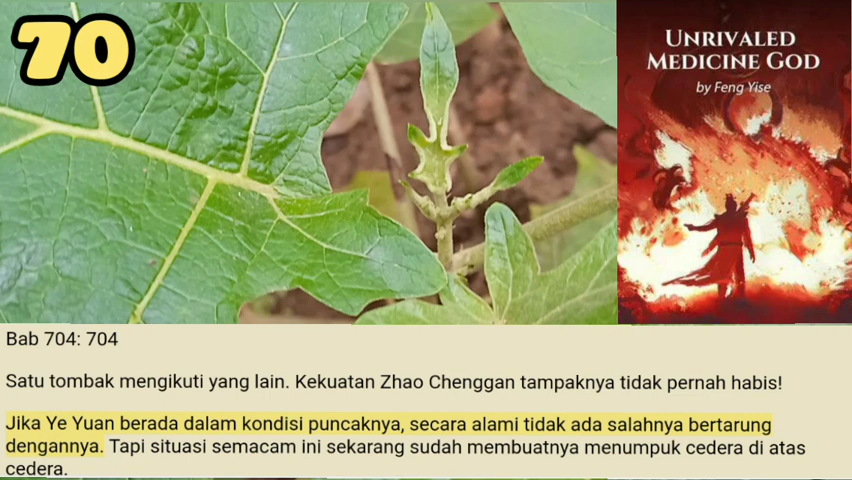 70
UNRIVALED
MEDICINE GOD
by Feng Yise
Bab 704: 704
Satu tombak mengikuti yang lain. Kekuatan Zhao Chenggan tampaknya tidak pernah habis!
Jika Ye Yuan berada dalam kondisi puncaknya, secara alami tidak ada salahnya bertarung
dengannya. Tapi situasi semacam ini sekarang sudah membuatnya menumpuk cedera di atas
cedera.